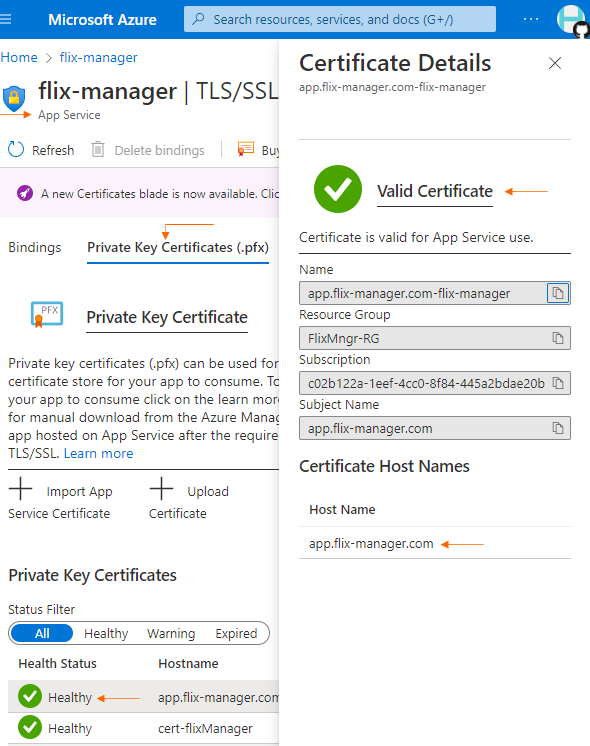 Microsoft Azure
Search resources, services, and docs (G+/)
Home > flix-manager
flix-manager | TLS/SSL
App Service
Refresh
Delete bindings
Buy
A new Certificates blade is now available. Clic
Bindings
Private Key Certificates (.pfx)
PFX
Private Key Certificate
Private key certificates (.pfx) can be used for
certificate store for your app to consume. To
your app to consume click on the learn more
for manual download from the Azure Manag
app hosted on App Service after the require
TLS/SSL. Learn more
Import App
Service Certificate
Upload
Certificate
Private Key Certificates
Status Filter
All
Healthy
Warning
Expired
Health Status
Hostname
Healthy
app.flix-manager.com
Healthy
cert-flixManager
Certificate Details
app.flix-manager.com-flix-manager
Valid Certificate
Certificate is valid for App Service use.
Name
app.flix-manager.com-flix-manager
Resource Group
FlixMngr-RG
Subscription
c02b122a-1eef-4cc0-8f84-445a2bdae20b
Subject Name
app.flix-manager.com
Certificate Host Names
Host Name
app.flix-manager.com